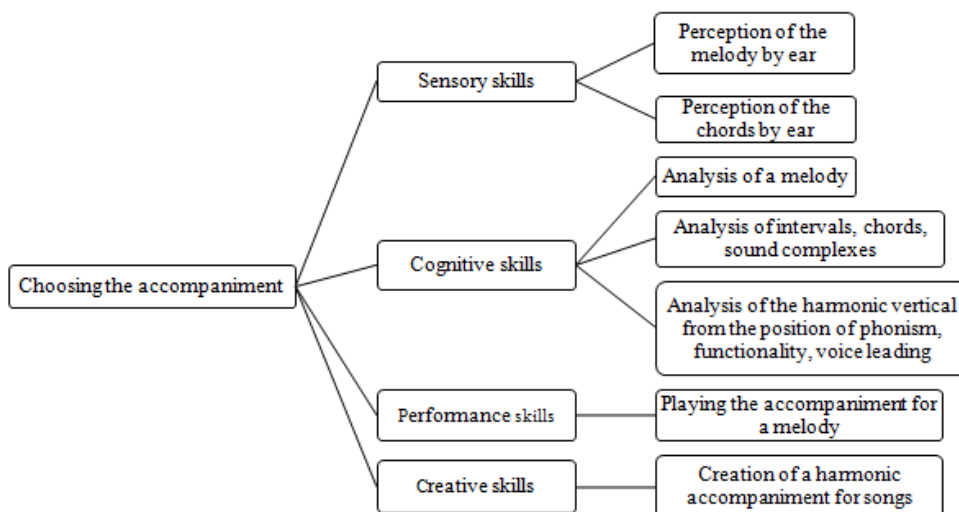 Choosing the accompaniment
Sensory skills
Perception of the
melody by ear
Perception of the
chords by ear
Cognitive skills
Analysis of a melody
Analysis of intervals, chords,
sound complexes
Analysis of the harmonic vertical
from the position of phonism,
functionality, voice leading
Performance skills
Playing the accompaniment for
a melody
Creative skills
Creation of a harmonic
accompaniment for songs